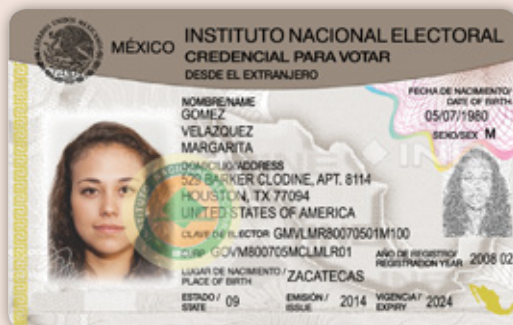 MÉXICO
INSTITUTO NACIONAL ELECTORAL
CREDENCIAL PARA VOTAR
DESDE EL EXTRANJERO
NOMBRE/NAME
GOMEZ
VELAZQUEZ
MARGARITA
FECHA DE NACIMIENTO/
DATE OF BIRTH
05/07/1980
SEXO/SEX M
DOMICILIO/ADDRESS
529 BARKER CLODINE, APT. 8114
HOUSTON, TX 77094
UNITED STATES OF AMERICA
CLAVE DE ELECTOR GMVLMR80070501M100
CURP GOVM800705MCLMLR01
AÑO DE REGISTRO/
REGISTRATION YEAR 2008 02
LUGAR DE NACIMIENTO/
PLACE OF BIRTH ZACATECAS
ESTADO/
STATE 09
EMISIÓN/
ISSUE 2014
VIGENCIA/
EXPIRY 2024